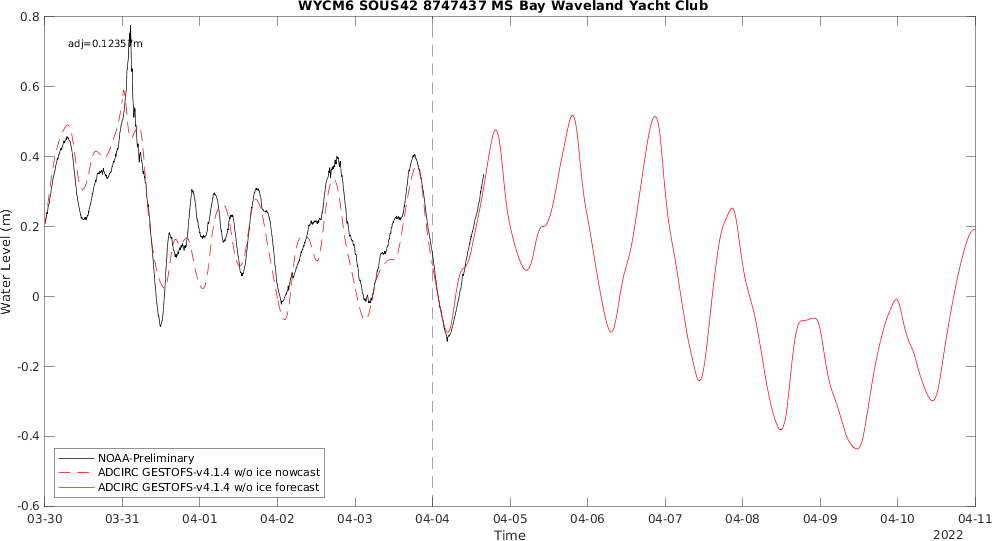 WYCM6 SOUS42 8747437 MS Bay Waveland Yacht Club
0.8
adj=0.12357m
0.6
0.4
0.2
0
-0.2
-0.4
-0.6
Water Level (m)
NOAA-Preliminary
ADCIRC GESTOFS-v4.1.4 w/o ice nowcast
ADCIRC GESTOFS-v4.1.4 w/o ice forecast
03-30 03-31 04-01 04-02 04-03 04-04 04-05 04-06 04-07 04-08 04-09 04-10 04-11
Time
2022